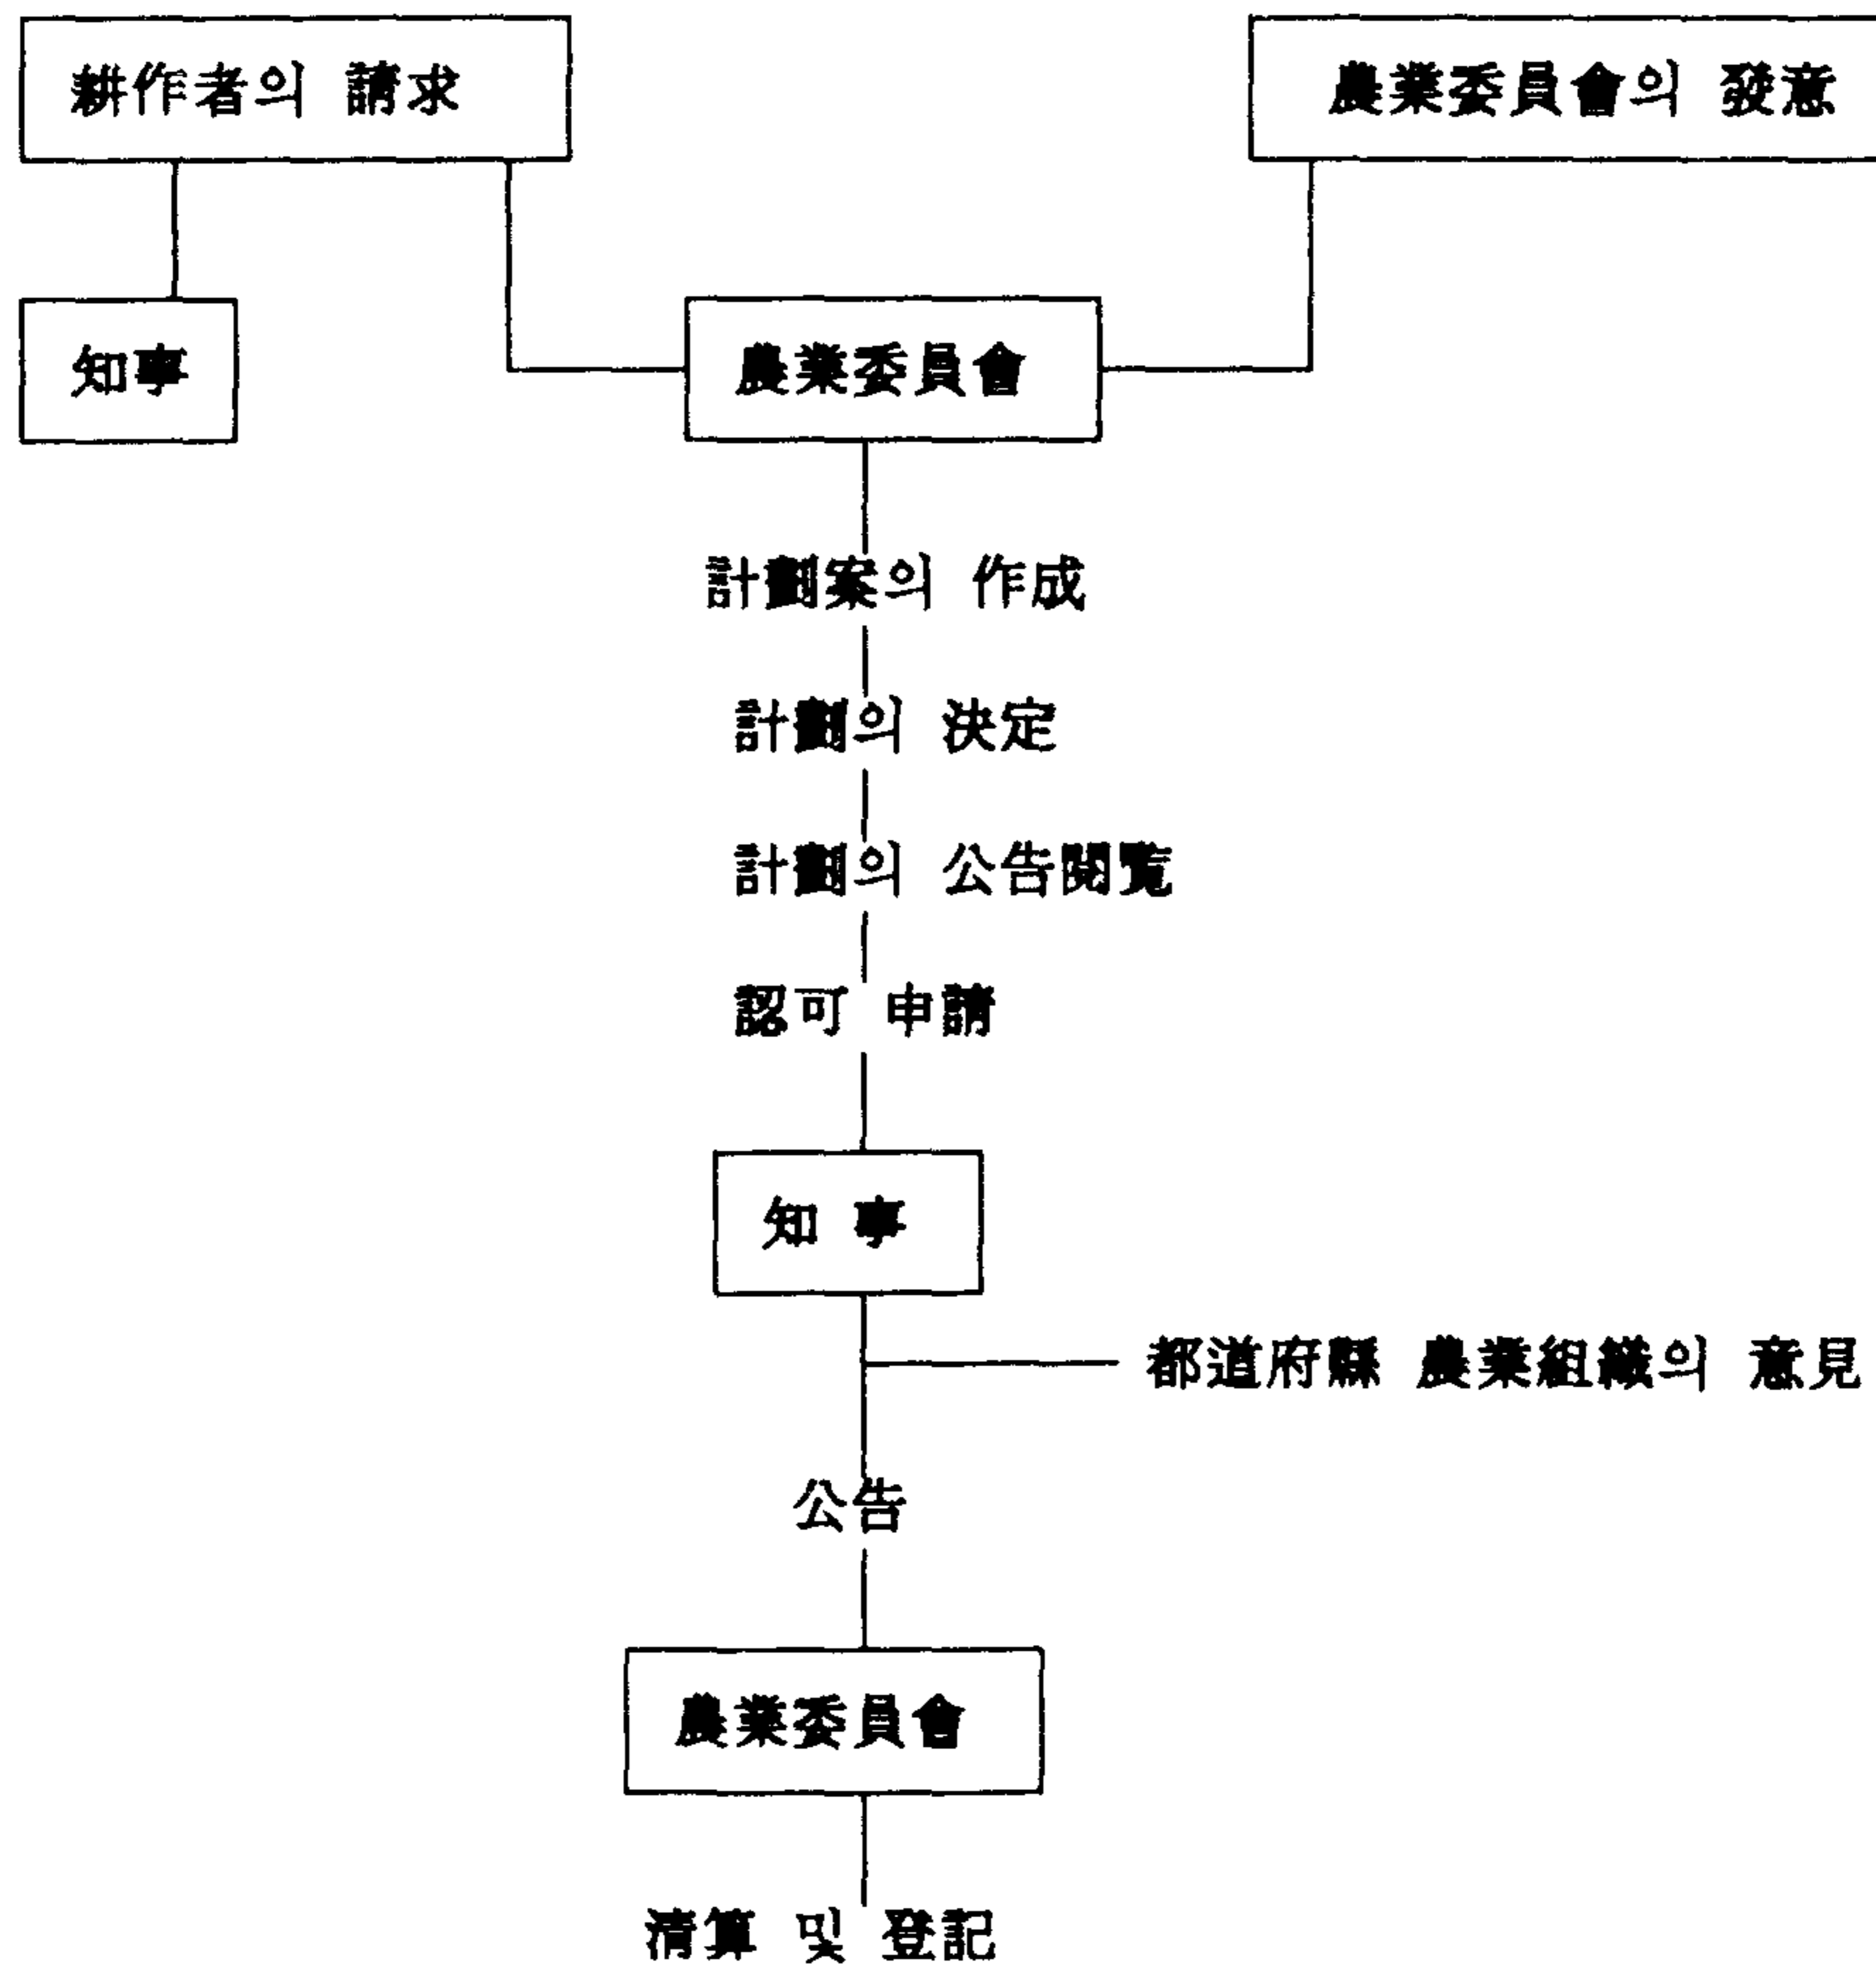 耕作者의 請求
農業委員會의 發意
知事
農業委員會
計劃案의 作成
計劃의 決定
計劃의 公告閱覽
認可 申請
知 事
都道府縣 農業組織의 意見
公告
農業委員會
淸算 및 登記